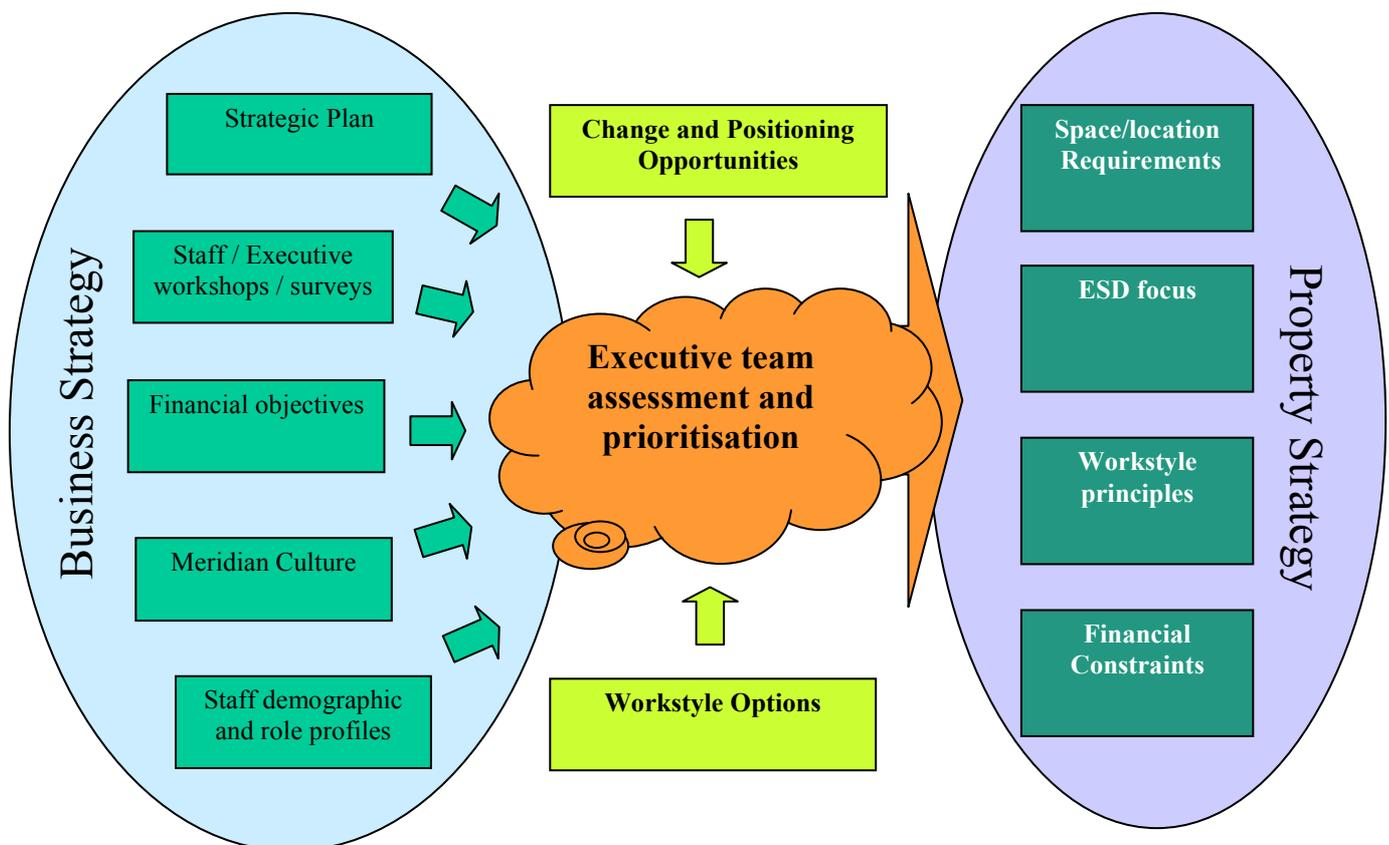 Business Strategy
Strategic Plan
Staff / Executive
workshops / surveys
Financial objectives
Meridian Culture
Staff demographic
and role profiles
Change and Positioning
Opportunities
Executive team
assessment and
prioritisation
Workstyle Options
Space/location
Requirements
ESD focus
Workstyle
principles
Financial
Constraints
Property Strategy